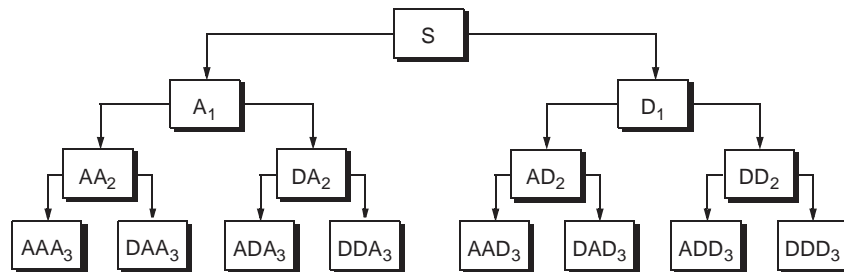 S
A₁ D₁
AA₂ DA₂ AD₂ DD₂
AAA₃ DAA₃ ADA₃ DDA₃ AAD₃ DAD₃ ADD₃ DDD₃